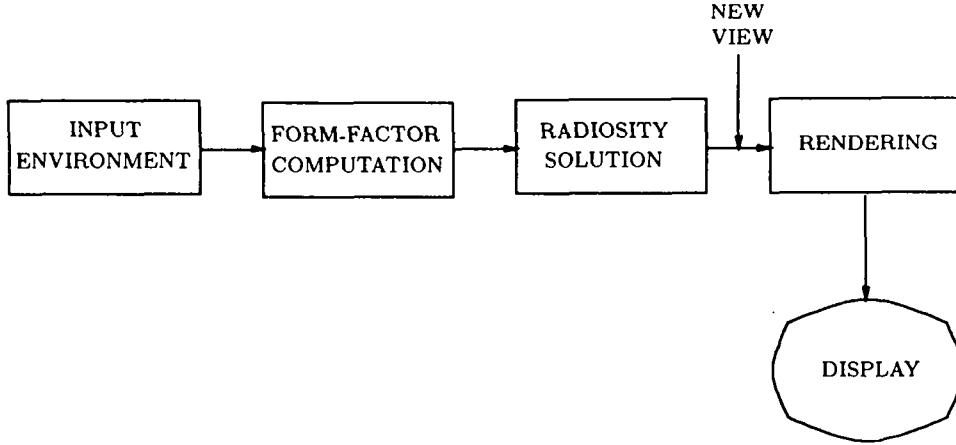 NEW
VIEW
INPUT
ENVIRONMENT
FORM-FACTOR
COMPUTATION
RADIOSITY
SOLUTION
RENDERING
DISPLAY